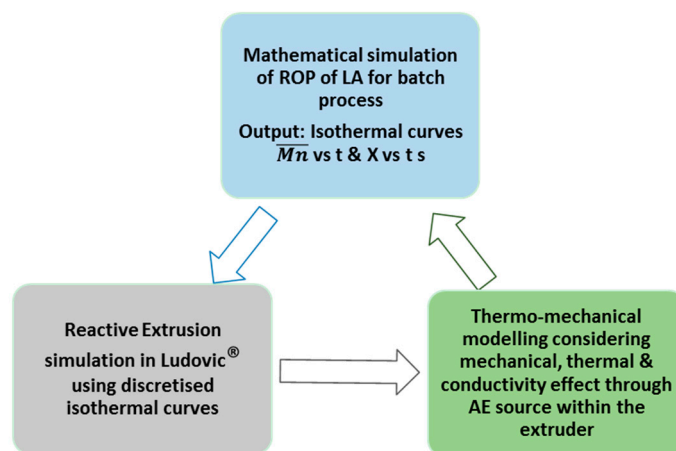 Mathematical simulation
of ROP of LA for batch
process
Output: Isothermal curves
M̅n̅ vs t & X vs t s
Reactive Extrusion
simulation in Ludovic®
using discretised
isothermal curves
Thermo-mechanical
modelling considering
mechanical, thermal &
conductivity effect through
AE source within the
extruder